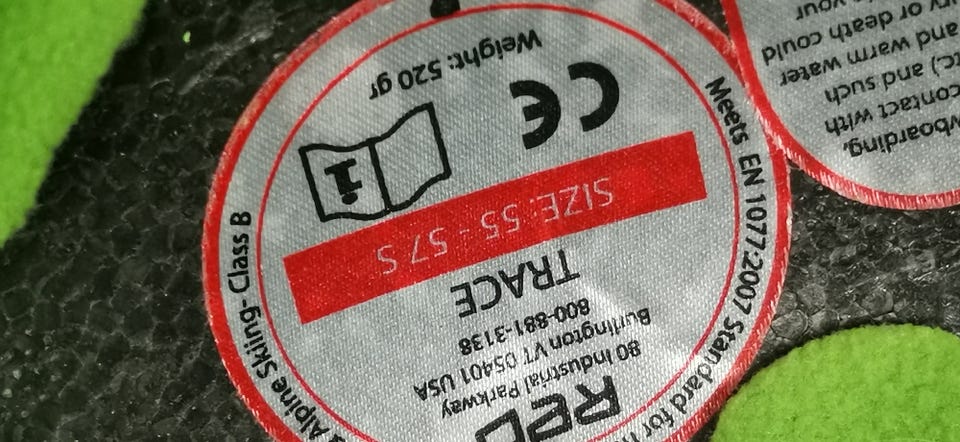 RED
80 Industrial Parkway
Burlington VT 05401 USA
800-881-3138
TRACE
SIZE: 55 - 57 S
CE
i
Weight: 520 gr
Meets EN 1077:2007 Standard for
Alpine Skiing- Class B
boarding,
contact with
and such
and warm water
or death could
your